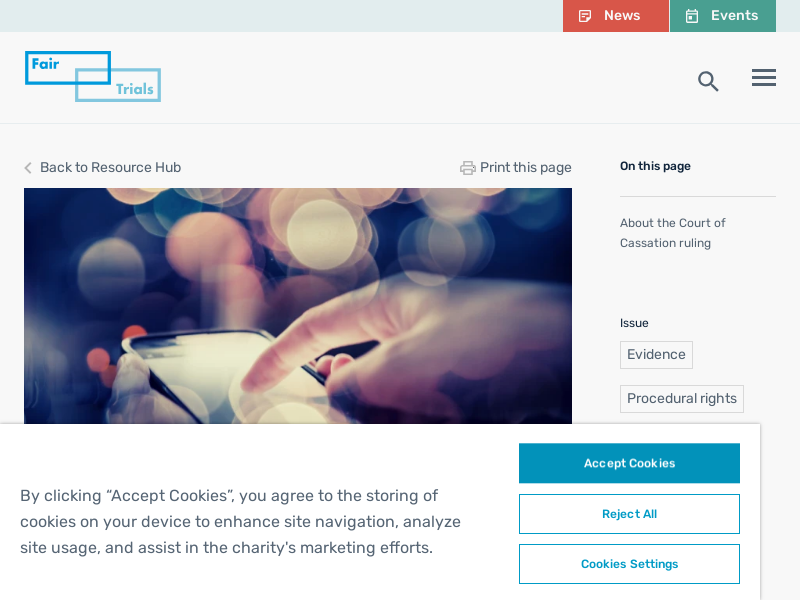 News
Events
Fair
Trials
Back to Resource Hub
Print this page
On this page
About the Court of
Cassation ruling
Issue
Evidence
Procedural rights
By clicking “Accept Cookies”, you agree to the storing of
cookies on your device to enhance site navigation, analyze
site usage, and assist in the charity's marketing efforts.
Accept Cookies
Reject All
Cookies Settings